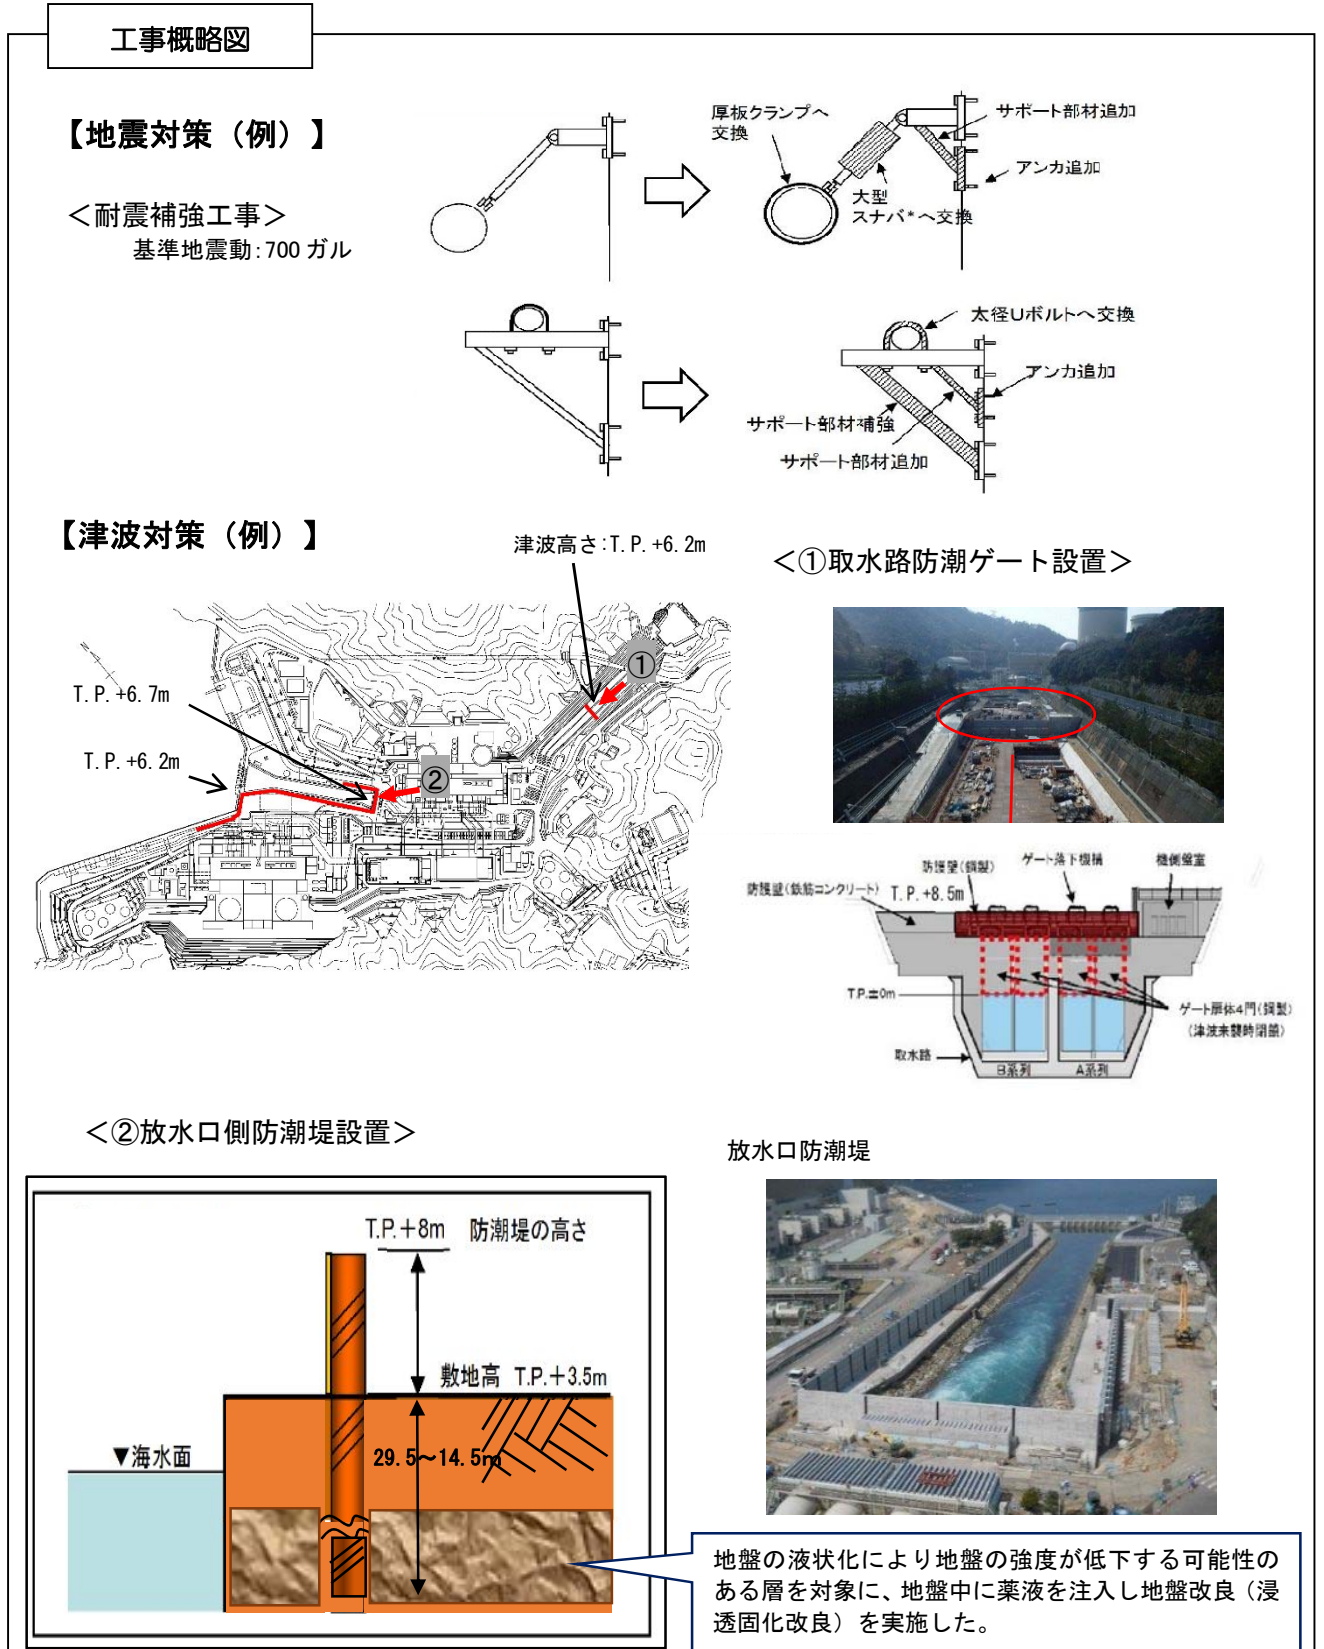 工事概略図
【地震対策（例）】
＜耐震補強工事＞
基準地震動：700 ガル
厚板クランプへ
交換
サポート部材追加
アンカ追加
大型
スナバ*へ交換
太径Uボルトへ交換
アンカ追加
サポート部材補強
サポート部材追加
【津波対策（例）】
津波高さ：T.P.+6.2m
①
T.P.+6.7m
T.P.+6.2m
②
＜①取水路防潮ゲート設置＞
防護壁(鋼製)
ゲート落下機構
機側盤室
防護壁(鉄筋コンクリート)
T.P.+8.5m
T.P.±0m
ゲート扉体4門(鋼製)
(津波来襲時閉鎖)
取水路
B系列
A系列
＜②放水口側防潮堤設置＞
T.P.＋8m 防潮堤の高さ
敷地高 T.P.＋3.5m
▼海水面
29.5～14.5m
放水口防潮堤
地盤の液状化により地盤の強度が低下する可能性の
ある層を対象に、地盤中に薬液を注入し地盤改良（浸
透固化改良）を実施した。